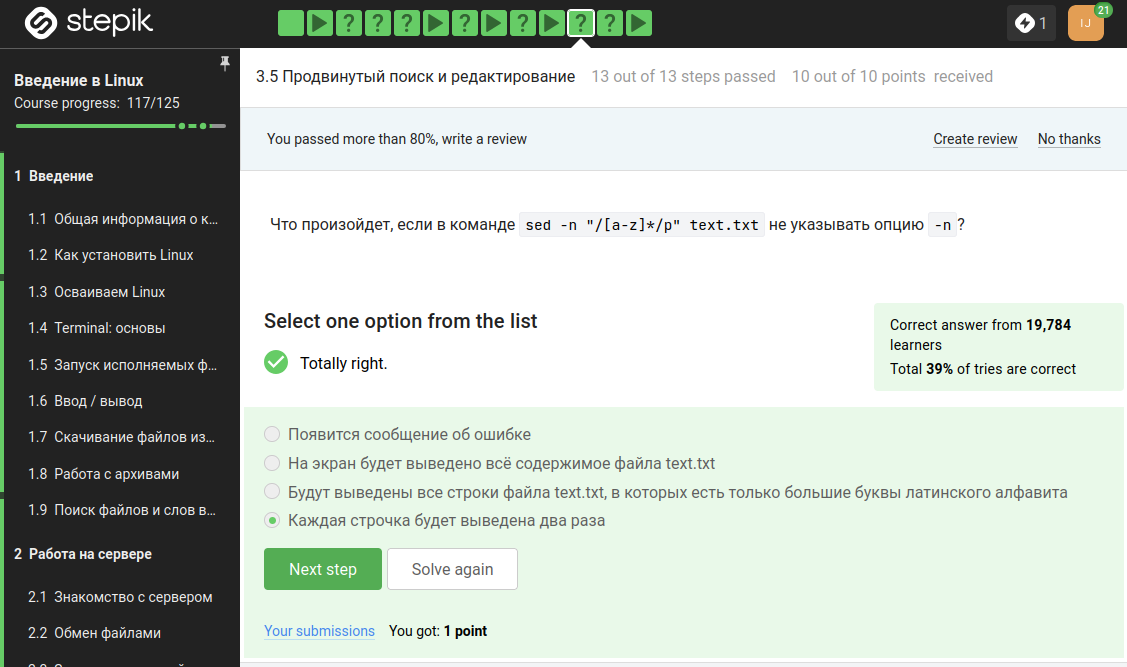 stepik
? ? ? ? ? ? ?
1
IJ
21
Введение в Linux
Course progress: 117/125
1 Введение
1.1 Общая информация о к...
1.2 Как установить Linux
1.3 Осваиваем Linux
1.4 Terminal: основы
1.5 Запуск исполняемых ф...
1.6 Ввод / вывод
1.7 Скачивание файлов из...
1.8 Работа с архивами
1.9 Поиск файлов и слов в...
2 Работа на сервере
2.1 Знакомство с сервером
2.2 Обмен файлами
3.5 Продвинутый поиск и редактирование 13 out of 13 steps passed 10 out of 10 points received
You passed more than 80%, write a review
Create review No thanks
Что произойдет, если в команде sed -n "/[a-z]*/p" text.txt не указывать опцию -n?
Select one option from the list
Totally right.
Correct answer from 19,784
learners
Total 39% of tries are correct
Появится сообщение об ошибке
На экран будет выведено всё содержимое файла text.txt
Будут выведены все строки файла text.txt, в которых есть только большие буквы латинского алфавита
Каждая строчка будет выведена два раза
Next step Solve again
Your submissions You got: 1 point